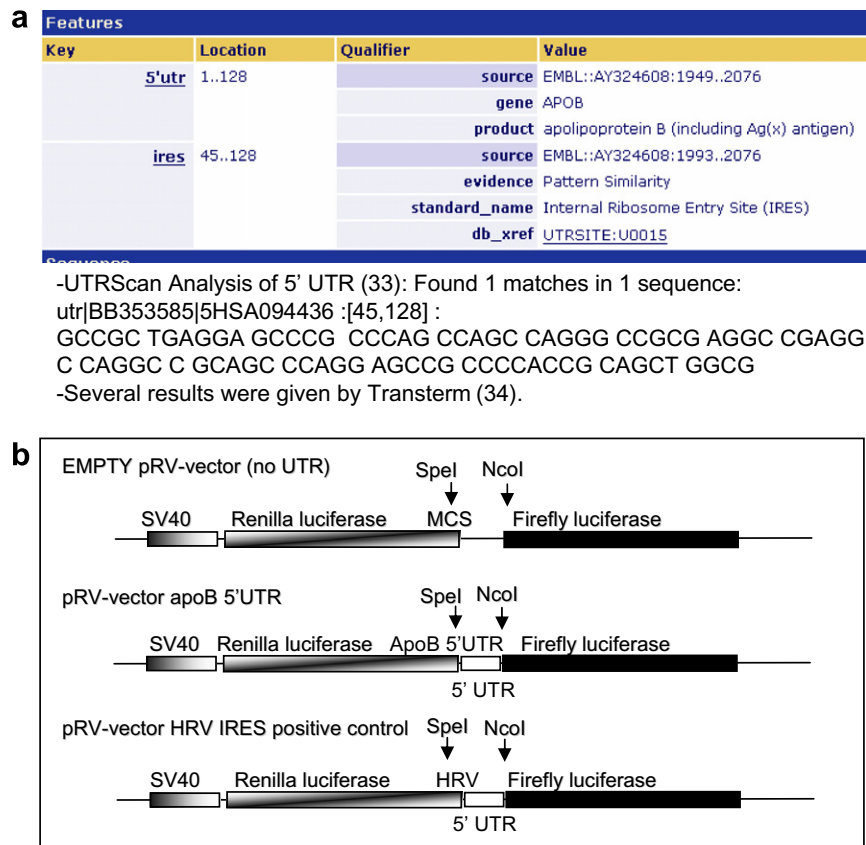 a
Features
Key Location Qualifier Value
5'utr 1..128 source EMBL::AY324608:1949..2076
gene APOB
product apolipoprotein B (including Ag(x) antigen)
ires 45..128 source EMBL::AY324608:1993..2076
evidence Pattern Similarity
standard_name Internal Ribosome Entry Site (IRES)
db_xref UTRSITE:U0015
Sequence
-UTRScan Analysis of 5' UTR (33): Found 1 matches in 1 sequence:
utr|BB353585|5HSA094436 :[45,128] :
GCCGC TGAGGA GCCCG CCCAG CCAGC CAGGG CCGCG AGGC CGAGG
C CAGGC C GCAGC CCAGG AGCCG CCCCACCG CAGCT GGCG
-Several results were given by Transterm (34).
b
EMPTY pRV-vector (no UTR)
SpeI NcoI
SV40 Renilla luciferase MCS Firefly luciferase
pRV-vector apoB 5'UTR
SpeI NcoI
SV40 Renilla luciferase ApoB 5'UTR Firefly luciferase
5' UTR
pRV-vector HRV IRES positive control
SpeI NcoI
SV40 Renilla luciferase HRV Firefly luciferase
5' UTR